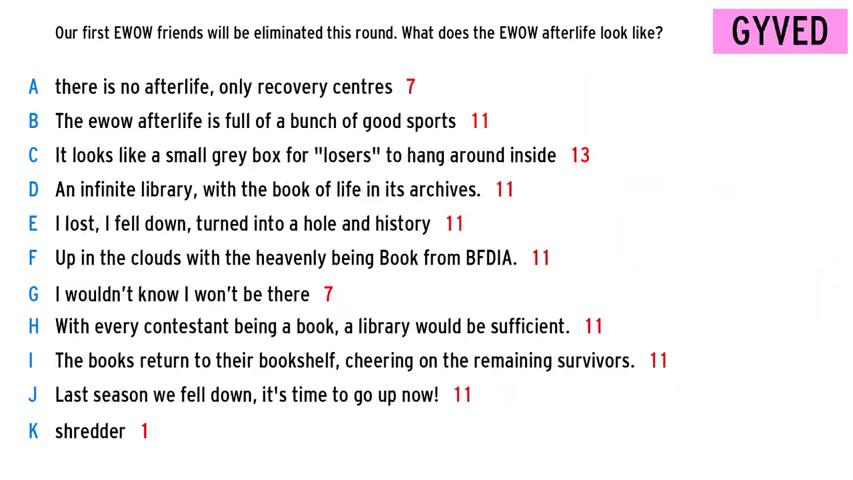 Our first EWOW friends will be eliminated this round. What does the EWOW afterlife look like?
GYVED
A there is no afterlife, only recovery centres 7
B The ewow afterlife is full of a bunch of good sports 11
C It looks like a small grey box for "losers" to hang around inside 13
D An infinite library, with the book of life in its archives. 11
E I lost, I fell down, turned into a hole and history 11
F Up in the clouds with the heavenly being Book from BFDIA. 11
G I wouldn’t know I won’t be there 7
H With every contestant being a book, a library would be sufficient. 11
I The books return to their bookshelf, cheering on the remaining survivors. 11
J Last season we fell down, it's time to go up now! 11
K shredder 1